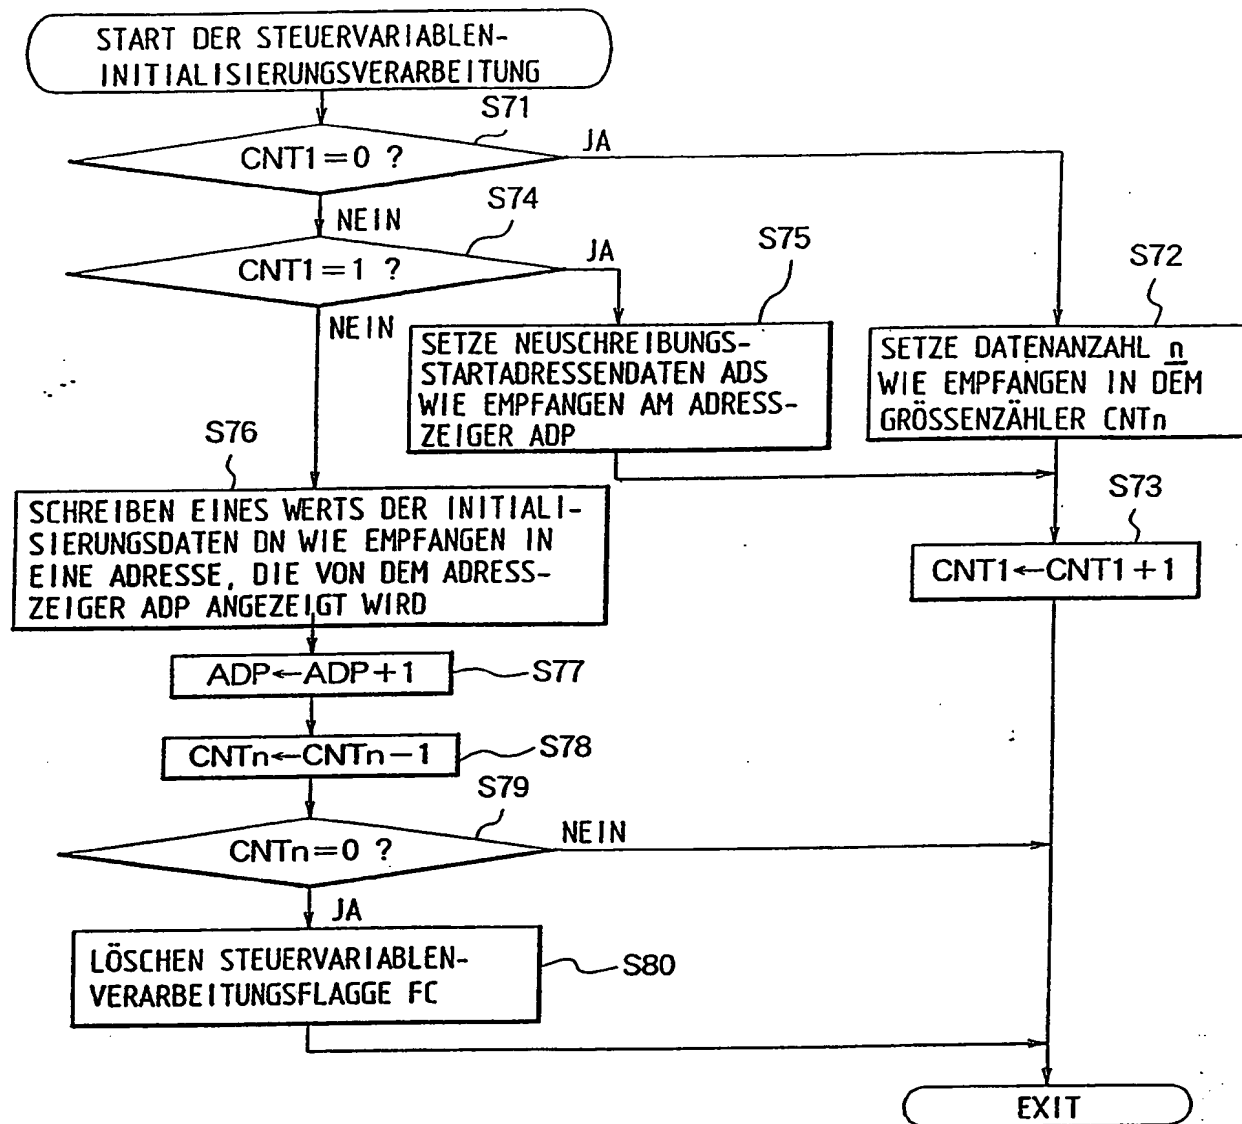 START DER STEUERVARIABLEN-
INITIALISIERUNGSVERARBEITUNG
S71
CNT1=0 ?
JA
NEIN
S74
CNT1=1 ?
JA
NEIN
S75
SETZE NEUSCHREIBUNGS-
STARTADRESSENDATEN ADS
WIE EMPFANGEN AM ADRESS-
ZEIGER ADP
S72
SETZE DATENANZAHL n
WIE EMPFANGEN IN DEM
GRÖSSENZÄHLER CNTn
S73
CNT1←CNT1+1
S76
SCHREIBEN EINES WERTS DER INITIALI-
SIERUNGSDATEN DN WIE EMPFANGEN IN
EINE ADRESSE, DIE VON DEM ADRESS-
ZEIGER ADP ANGEZEIGT WIRD
ADP←ADP+1
S77
CNTn←CNTn−1
S78
S79
CNTn=0 ?
NEIN
JA
LÖSCHEN STEUERVARIABLEN-
VERARBEITUNGSFLAGGE FC
S80
EXIT